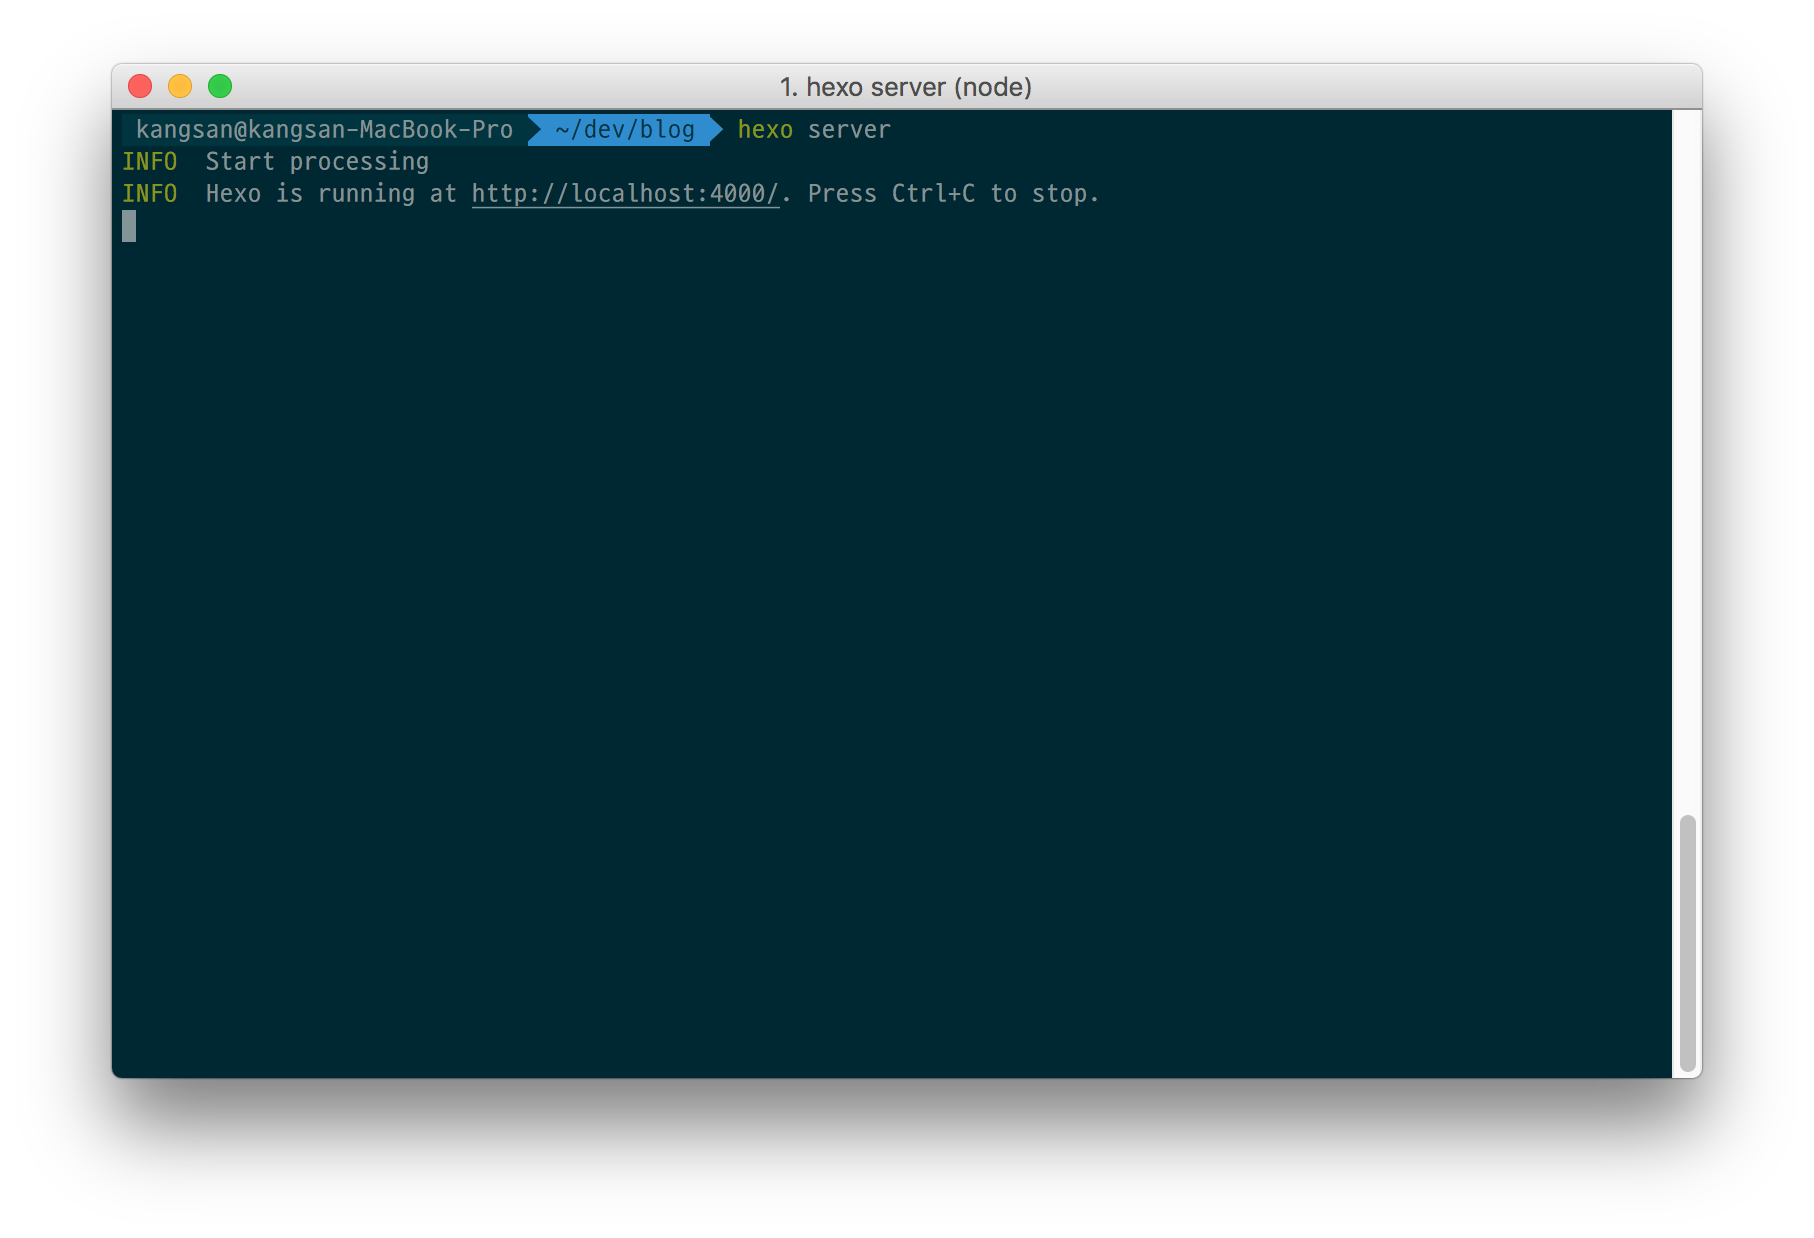 1. hexo server (node)
kangsan@kangsan-MacBook-Pro ~/dev/blog hexo server
INFO  Start processing
INFO  Hexo is running at http://localhost:4000/. Press Ctrl+C to stop.